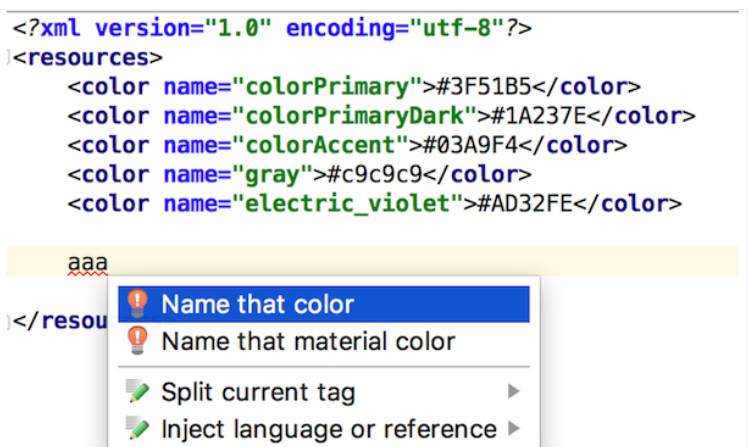 <?xml version="1.0" encoding="utf-8"?>
<resources>
<color name="colorPrimary">#3F51B5</color>
<color name="colorPrimaryDark">#1A237E</color>
<color name="colorAccent">#03A9F4</color>
<color name="gray">#c9c9c9</color>
<color name="electric_violet">#AD32FE</color>
aaa
Name that color
</resou
Name that material color
Split current tag
Inject language or reference